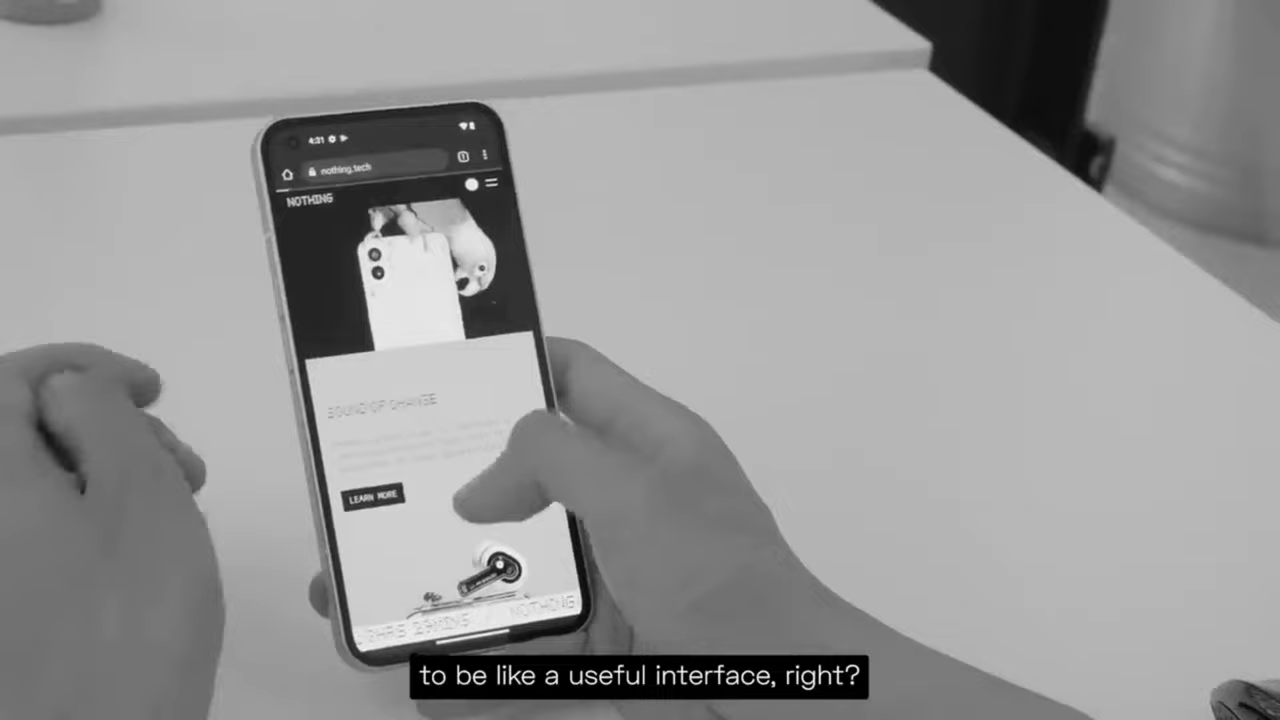 4:31
nothing.tech
NOTHING
SOUND OF CHANGE
LEARN MORE
NOTHING
to be like a useful interface, right?